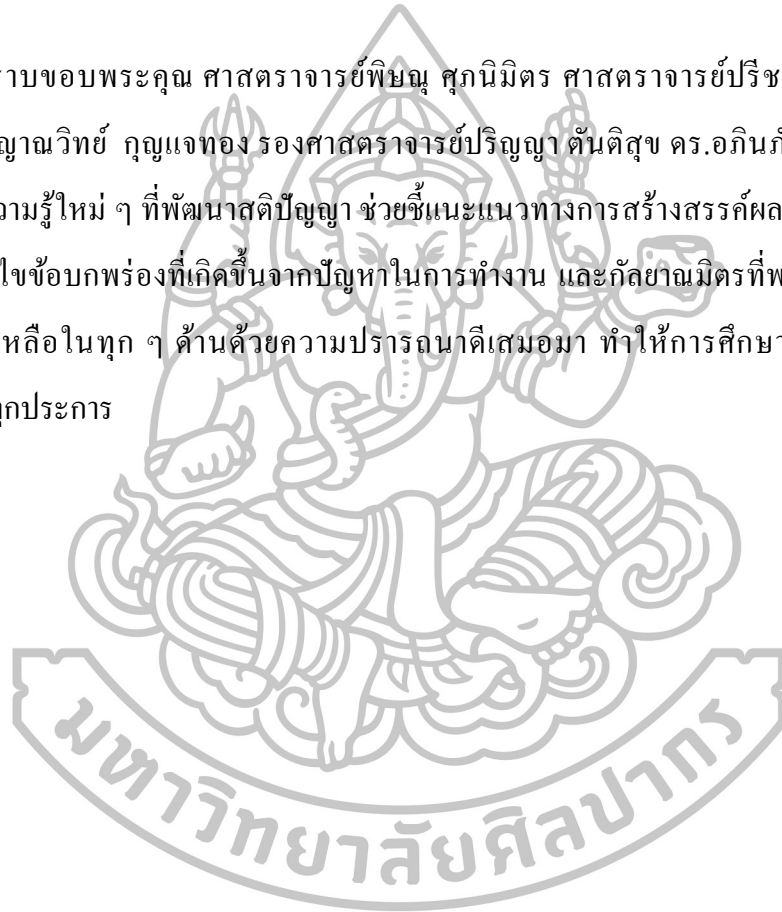 ราบขอบพระคุณ ศาสตราจารย์พิษณุ ศุภนิมิตร ศาสตราจารย์ปรีช
ญาณวิทย์ กุญแจทอง รองศาสตราจารย์ปริญญา ตันติสุข ดร.อภินภั
วามรู้ใหม่ ๆ ที่พัฒนาสติปัญญา ช่วยชี้แนะแนวทางการสร้างสรรค์ผล
ไขข้อบกพร่องที่เกิดขึ้นจากปัญหาในการทำงาน และกัลยาณมิตรที่พ
หลือในทุก ๆ ด้านด้วยความปรารถนาดีเสมอมา ทำให้การศึกษา
ทุกประการ
มหาวิทยาลัยศิลปากร